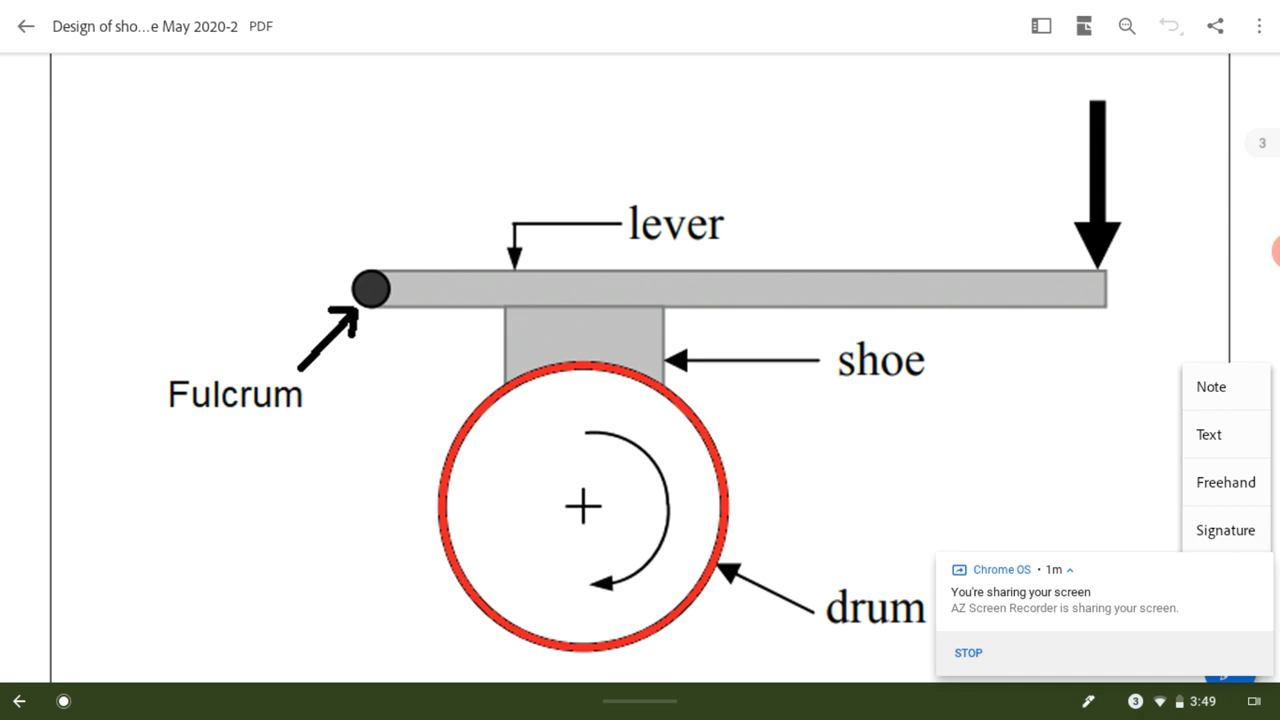 Design of sho...e May 2020-2 PDF
3
lever
shoe
Fulcrum
drum
Note
Text
Freehand
Signature
Chrome OS • 1m
You're sharing your screen
AZ Screen Recorder is sharing your screen.
STOP
3 3:49